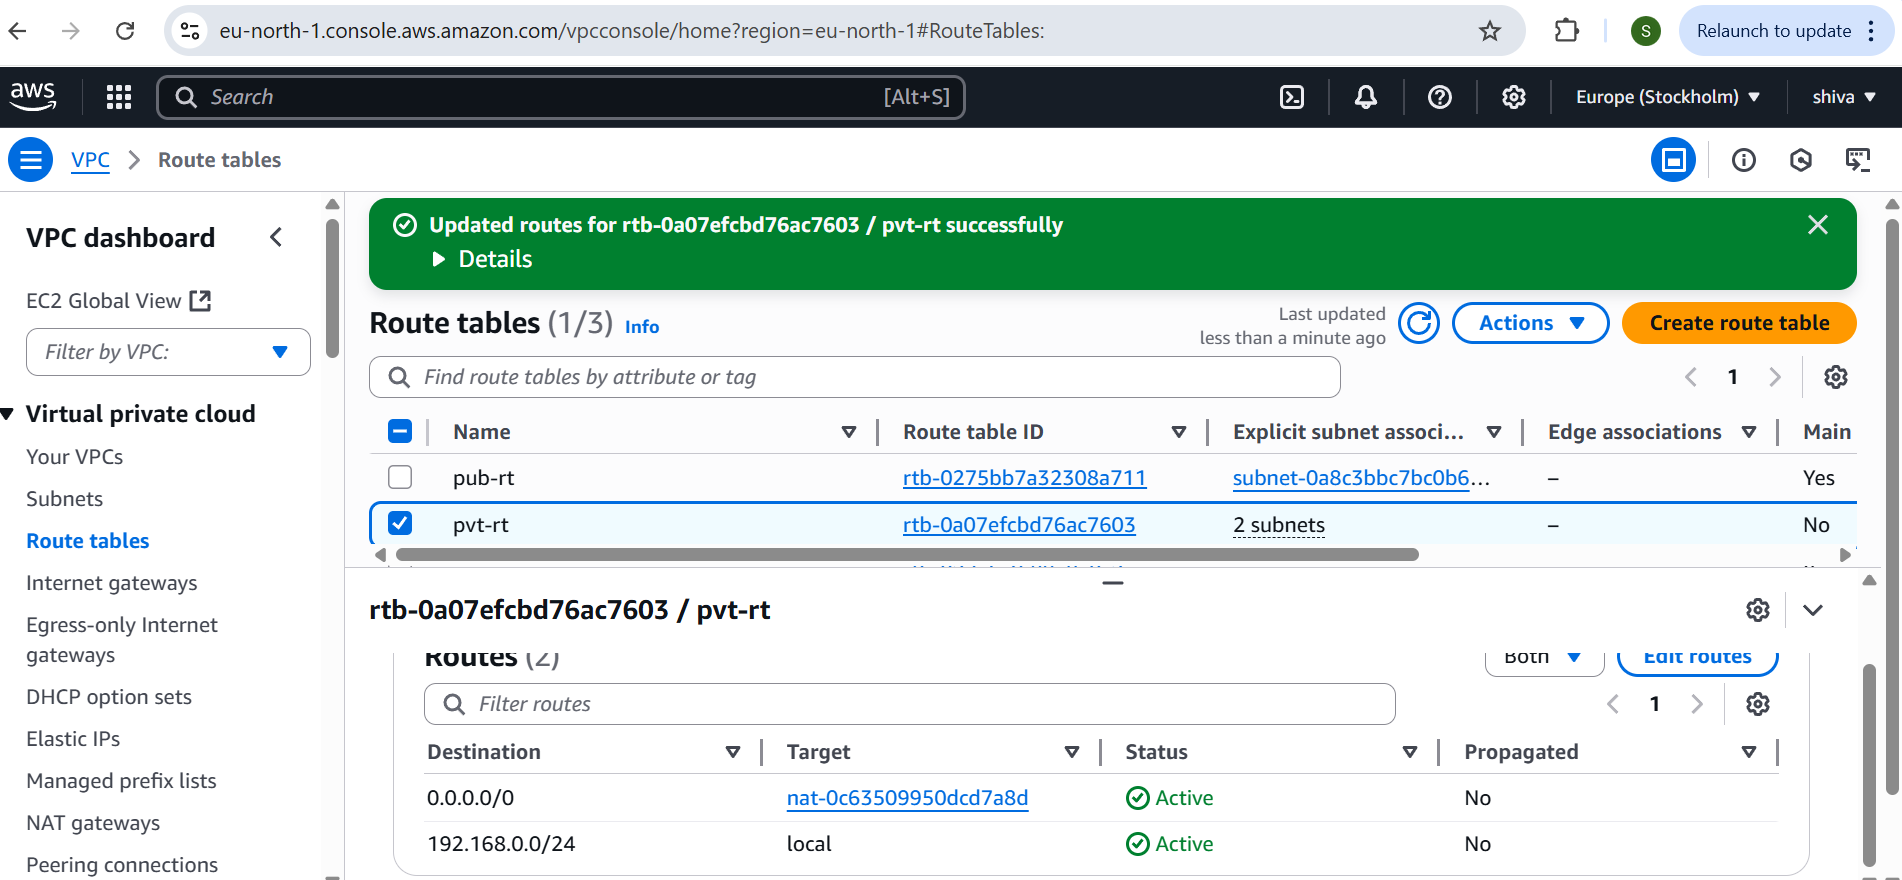 eu-north-1.console.aws.amazon.com/vpcconsole/home?region=eu-north-1#RouteTables:
S
Relaunch to update
aws
Search
[Alt+S]
Europe (Stockholm)
shiva
VPC
Route tables
VPC dashboard
EC2 Global View
Filter by VPC:
Virtual private cloud
Your VPCs
Subnets
Route tables
Internet gateways
Egress-only Internet
gateways
DHCP option sets
Elastic IPs
Managed prefix lists
NAT gateways
Peering connections
Updated routes for rtb-0a07efcbd76ac7603 / pvt-rt successfully
Details
Route tables (1/3) Info
Last updated
less than a minute ago
Actions
Create route table
Find route tables by attribute or tag
1
Name Route table ID Explicit subnet associ... Edge associations Main
pub-rt rtb-0275bb7a32308a711 subnet-0a8c3bbc7bc0b6... – Yes
pvt-rt rtb-0a07efcbd76ac7603 2 subnets – No
rtb-0a07efcbd76ac7603 / pvt-rt
Routes (2)
Both
Edit routes
Filter routes
1
Destination Target Status Propagated
0.0.0.0/0 nat-0c63509950dcd7a8d Active No
192.168.0.0/24 local Active No